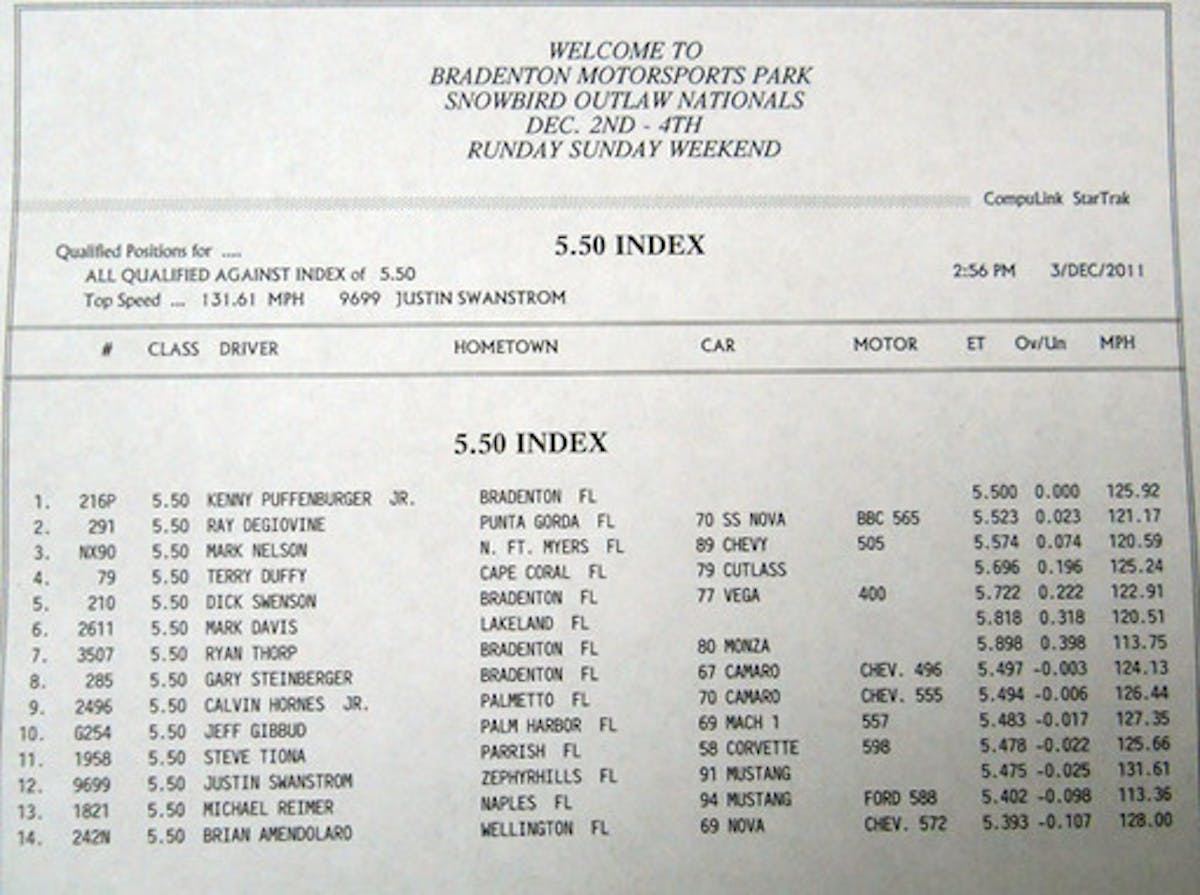 WELCOME TO
BRADENTON MOTORSPORTS PARK
SNOWBIRD OUTLAW NATIONALS
DEC. 2ND - 4TH
RUNDAY SUNDAY WEEKEND
CompuLink StarTrak
Qualified Positions for ....
5.50 INDEX
ALL QUALIFIED AGAINST INDEX of 5.50
2:56 PM 3/DEC/2011
Top Speed ... 131.61 MPH 9699 JUSTIN SWANSTROM
# CLASS DRIVER HOMETOWN CAR MOTOR ET Ov/Un MPH
5.50 INDEX
1. 216P 5.50 KENNY PUFFENBURGER JR. BRADENTON FL 5.500 0.000 125.92
2. 291 5.50 RAY DEGIOVINE PUNTA GORDA FL 70 SS NOVA BBC 565 5.523 0.023 121.17
3. NX90 5.50 MARK NELSON N. FT. MYERS FL 89 CHEVY 505 5.574 0.074 120.59
4. 79 5.50 TERRY DUFFY CAPE CORAL FL 79 CUTLASS 5.696 0.196 125.24
5. 210 5.50 DICK SWENSON BRADENTON FL 77 VEGA 400 5.722 0.222 122.91
6. 2611 5.50 MARK DAVIS LAKELAND FL 5.818 0.318 120.51
7. 3507 5.50 RYAN THORP BRADENTON FL 80 MONZA 5.898 0.398 113.75
8. 285 5.50 GARY STEINBERGER BRADENTON FL 67 CAMARO CHEV. 496 5.497 -0.003 124.13
9. 2496 5.50 CALVIN HORNES JR. PALMETTO FL 70 CAMARO CHEV. 555 5.494 -0.006 126.44
10. G254 5.50 JEFF GIBBUD PALM HARBOR FL 69 MACH 1 557 5.483 -0.017 127.35
11. 1958 5.50 STEVE TIONA PARRISH FL 58 CORVETTE 598 5.478 -0.022 125.66
12. 9699 5.50 JUSTIN SWANSTROM ZEPHYRHILLS FL 91 MUSTANG 5.475 -0.025 131.61
13. 1821 5.50 MICHAEL REIMER NAPLES FL 94 MUSTANG FORD 588 5.402 -0.098 113.36
14. 242N 5.50 BRIAN AMENDOLARO WELLINGTON FL 69 NOVA CHEV. 572 5.393 -0.107 128.00